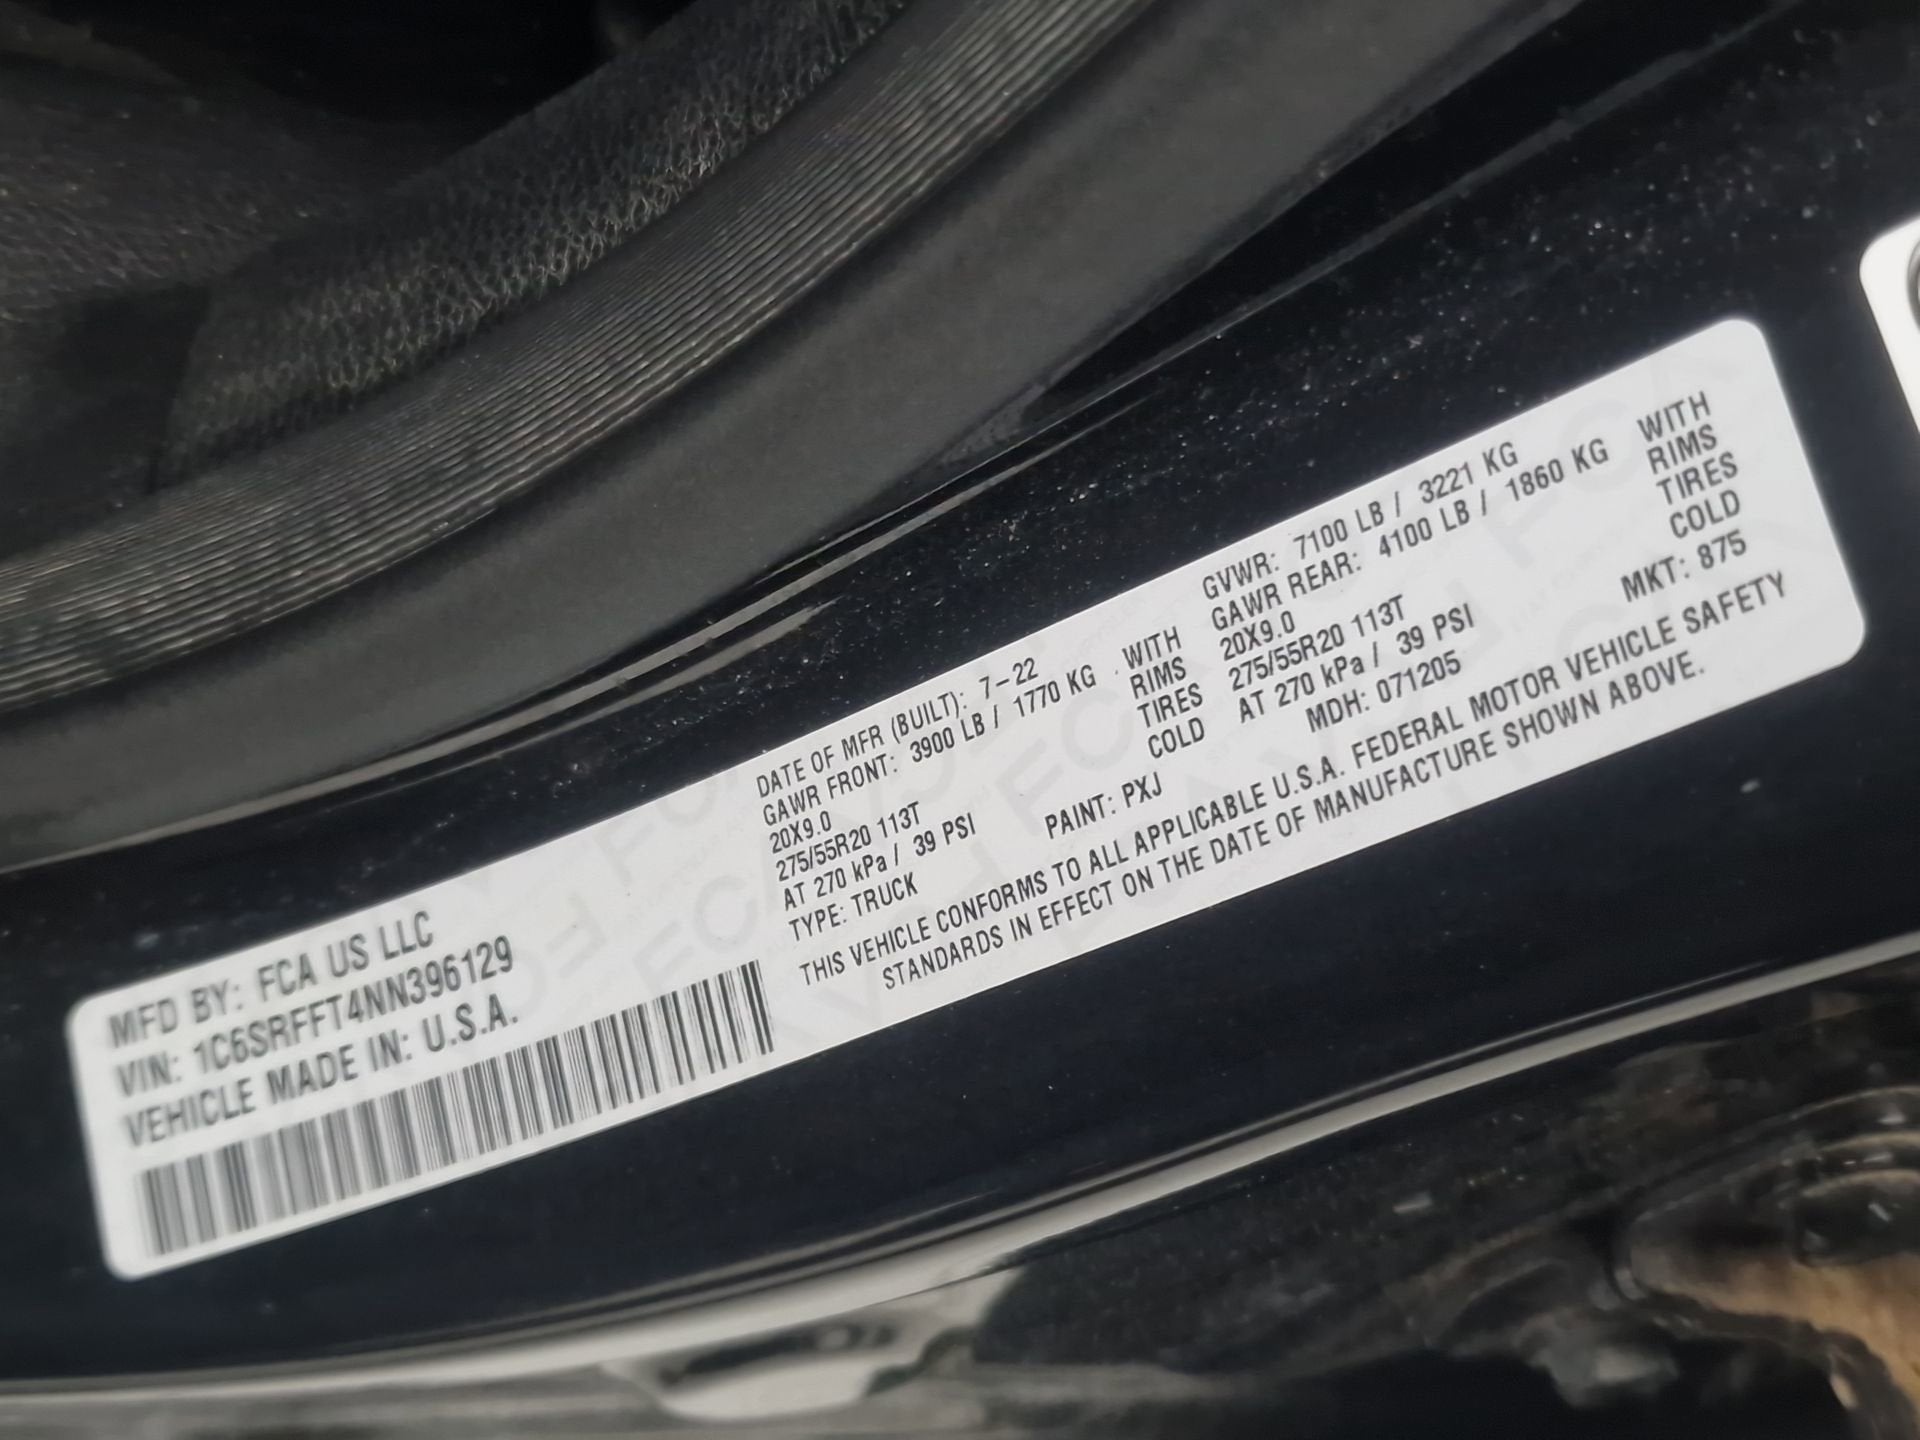 MFD BY: FCA US LLC
VIN: 1C6SRFFT4NN396129
VEHICLE MADE IN: U.S.A.
DATE OF MFR (BUILT): 7-22 GVWR: 7100 LB / 3221 KG
GAWR FRONT: 3900 LB / 1770 KG WITH GAWR REAR: 4100 LB / 1860 KG WITH
20X9.0 RIMS 20X9.0 RIMS
275/55R20 113T TIRES 275/55R20 113T TIRES
AT 270 kPa / 39 PSI COLD AT 270 kPa / 39 PSI COLD
TYPE: TRUCK PAINT: PXJ MDH: 071205 MKT: 875
THIS VEHICLE CONFORMS TO ALL APPLICABLE U.S.A. FEDERAL MOTOR VEHICLE SAFETY
STANDARDS IN EFFECT ON THE DATE OF MANUFACTURE SHOWN ABOVE.